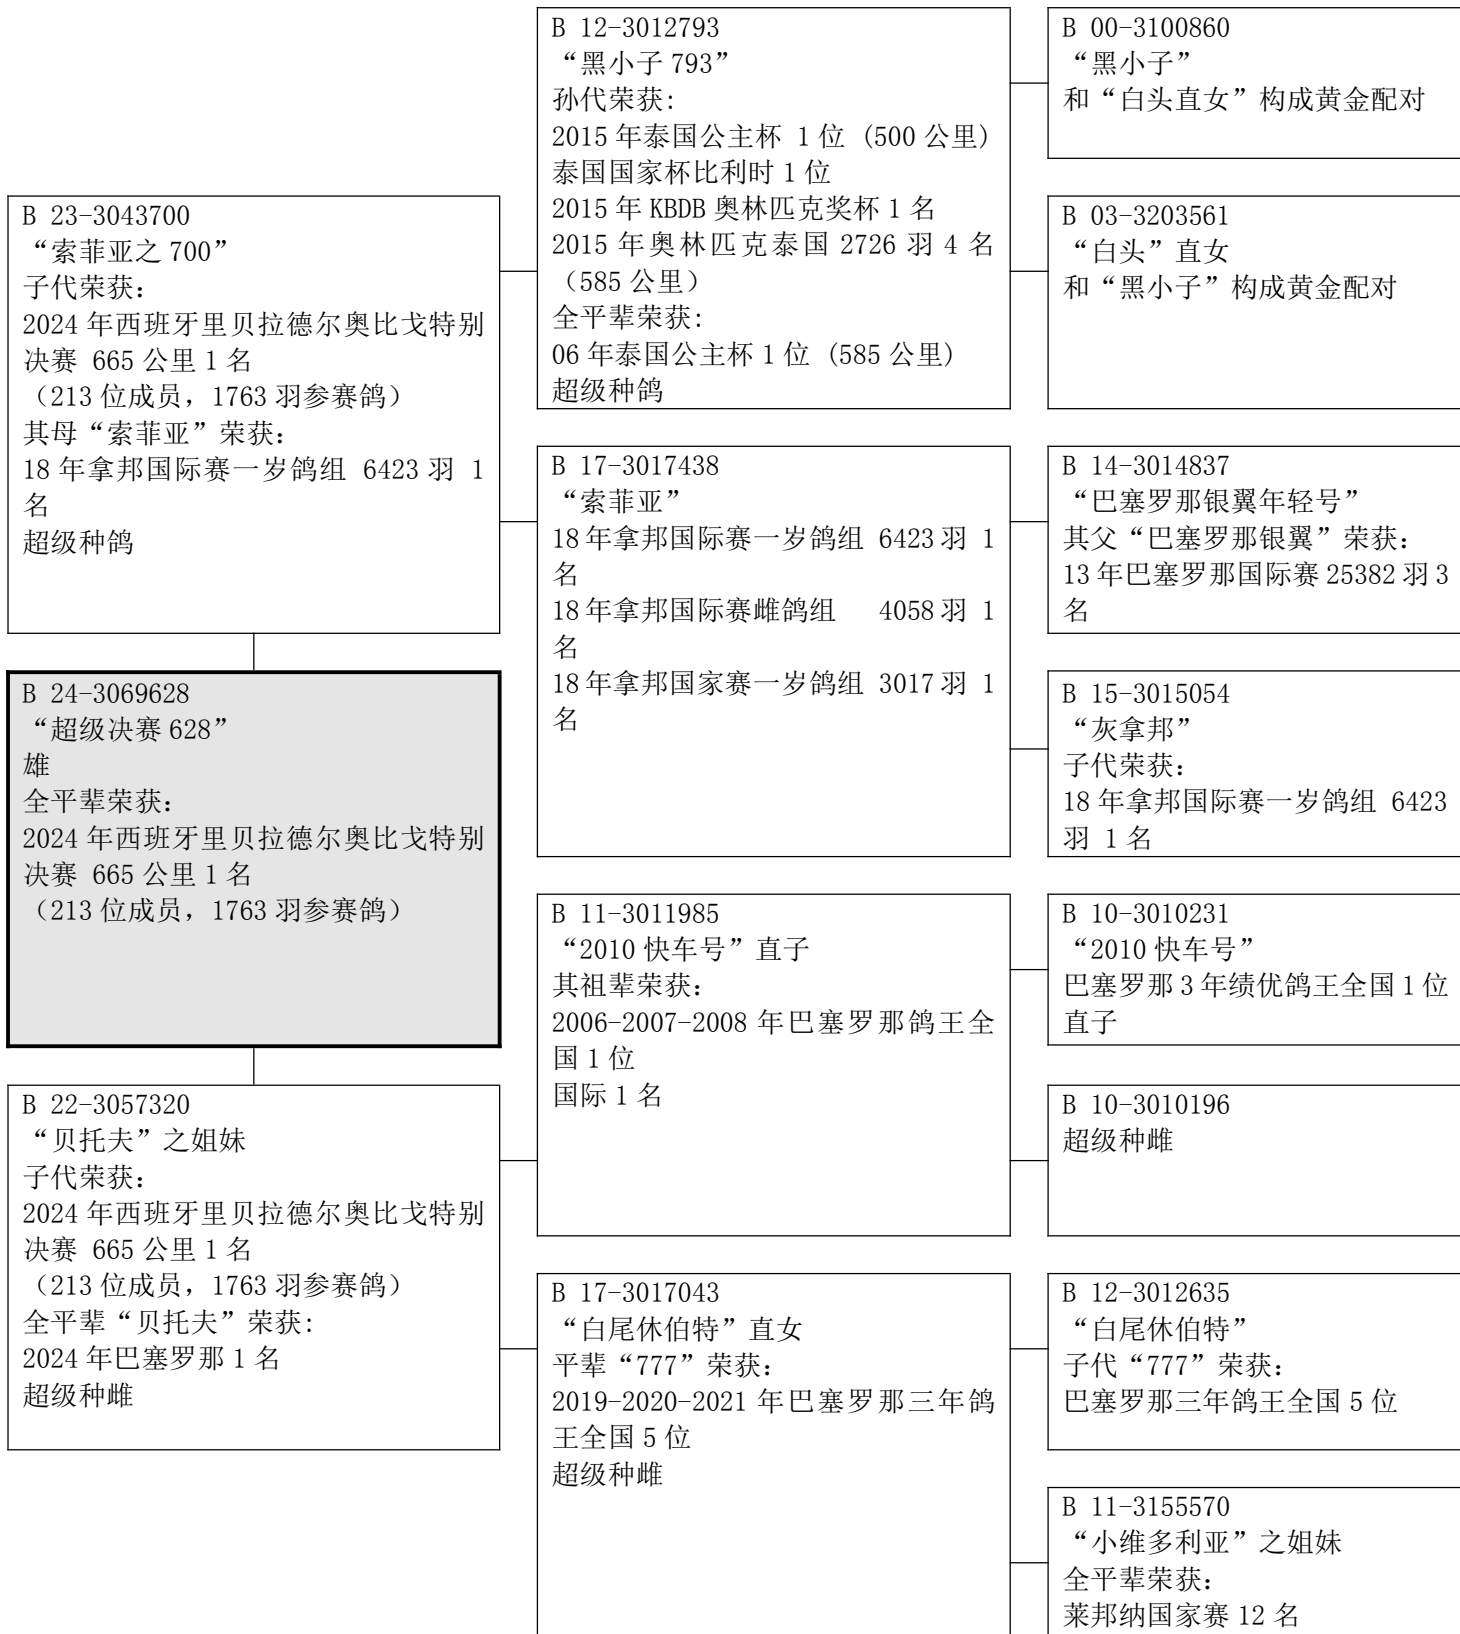 B 23-3043700
“索菲亚之 700”
子代荣获：
2024 年西班牙里贝拉德尔奥比戈特别
决赛 665 公里 1 名
（213 位成员，1763 羽参赛鸽）
其母“索菲亚”荣获：
18 年拿邦国际赛一岁鸽组 6423 羽 1
名
超级种鸽
B 24-3069628
“超级决赛 628”
雄
全平辈荣获：
2024 年西班牙里贝拉德尔奥比戈特别
决赛 665 公里 1 名
（213 位成员，1763 羽参赛鸽）
B 22-3057320
“贝托夫”之姐妹
子代荣获：
2024 年西班牙里贝拉德尔奥比戈特别
决赛 665 公里 1 名
（213 位成员，1763 羽参赛鸽）
全平辈“贝托夫”荣获：
2024 年巴塞罗那 1 名
超级种雌
B 12-3012793
“黑小子 793”
孙代荣获：
2015 年泰国公主杯 1 位 (500 公里)
泰国国家杯比利时 1 位
2015 年 KBDB 奥林匹克奖杯 1 名
2015 年奥林匹克泰国 2726 羽 4 名
（585 公里）
全平辈荣获：
06 年泰国公主杯 1 位 (585 公里)
超级种鸽
B 17-3017438
“索菲亚”
18 年拿邦国际赛一岁鸽组 6423 羽 1
名
18 年拿邦国际赛雌鸽组 4058 羽 1
名
18 年拿邦国家赛一岁鸽组 3017 羽 1
名
B 11-3011985
“2010 快车号”直子
其祖辈荣获：
2006-2007-2008 年巴塞罗那鸽王全
国 1 位
国际 1 名
B 17-3017043
“白尾休伯特”直女
平辈“777”荣获：
2019-2020-2021 年巴塞罗那三年鸽
王全国 5 位
超级种雌
B 00-3100860
“黑小子”
和“白头直女”构成黄金配对
B 03-3203561
“白头”直女
和“黑小子”构成黄金配对
B 14-3014837
“巴塞罗那银翼年轻号”
其父“巴塞罗那银翼”荣获：
13 年巴塞罗那国际赛 25382 羽 3
名
B 15-3015054
“灰拿邦”
子代荣获：
18 年拿邦国际赛一岁鸽组 6423
羽 1 名
B 10-3010231
“2010 快车号”
巴塞罗那 3 年绩优鸽王全国 1 位
直子
B 10-3010196
超级种雌
B 12-3012635
“白尾休伯特”
子代“777”荣获：
巴塞罗那三年鸽王全国 5 位
B 11-3155570
“小维多利亚”之姐妹
全平辈荣获：
莱邦纳国家赛 12 名